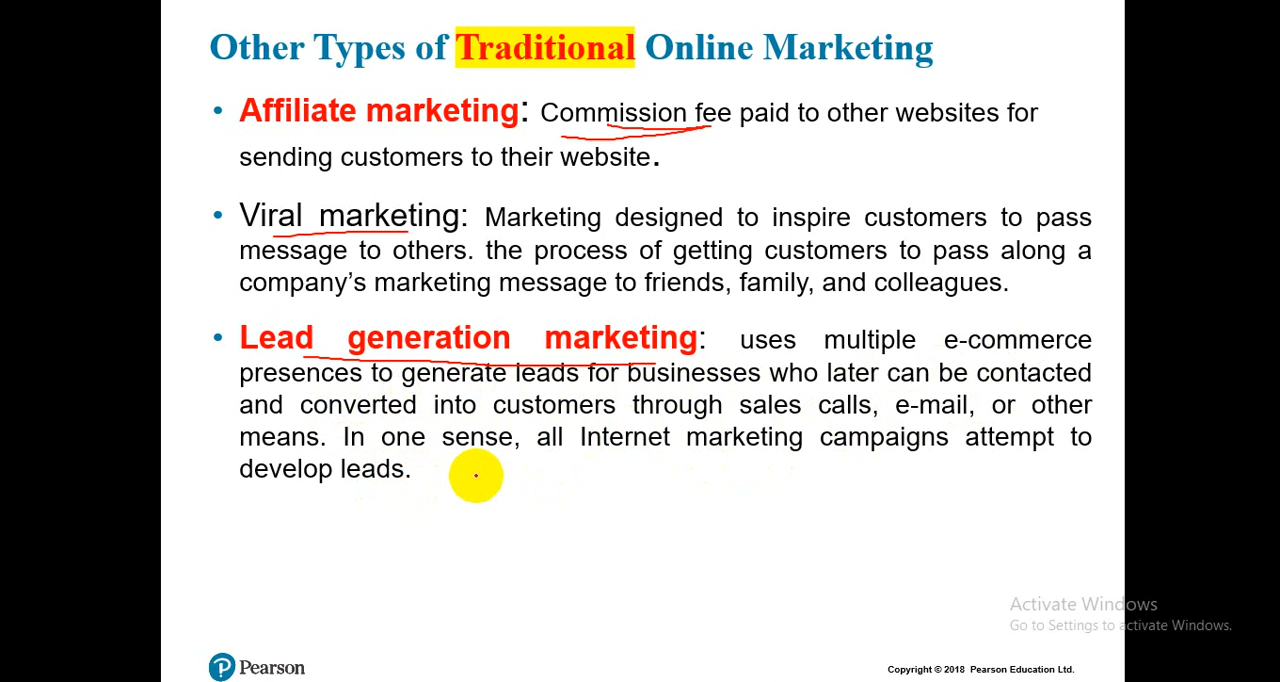 Other Types of Traditional Online Marketing
• Affiliate marketing: Commission fee paid to other websites for
sending customers to their website.
• Viral marketing: Marketing designed to inspire customers to pass
message to others. the process of getting customers to pass along a
company's marketing message to friends, family, and colleagues.
• Lead generation marketing: uses multiple e-commerce
presences to generate leads for businesses who later can be contacted
and converted into customers through sales calls, e-mail, or other
means. In one sense, all Internet marketing campaigns attempt to
develop leads.
Activate Windows
Go to Settings to activate Windows.
Pearson
Copyright © 2018 Pearson Education Ltd.